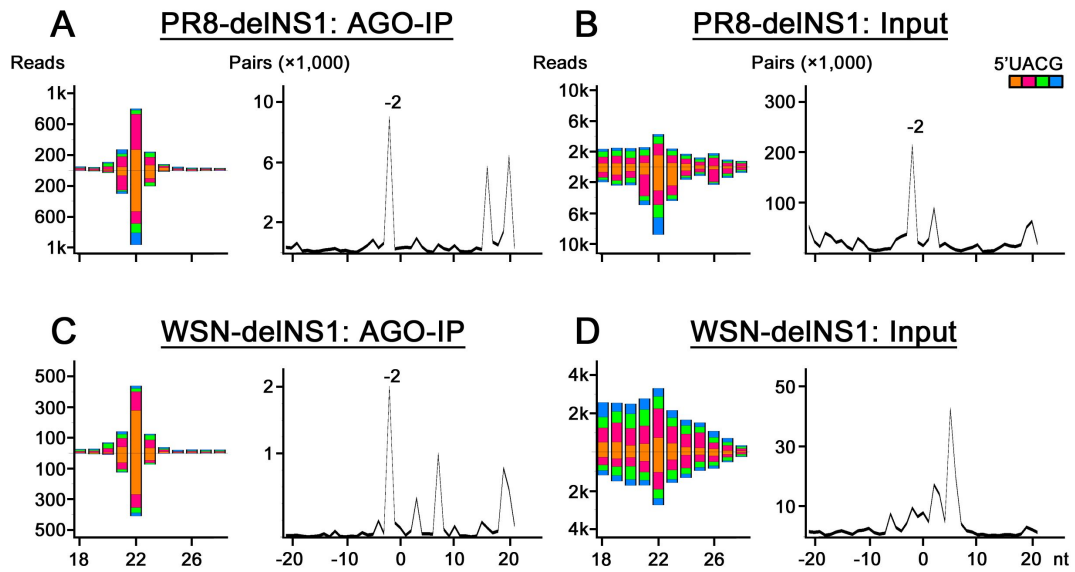 A PR8-delNS1: AGO-IP
Reads
Pairs (×1,000)
1k
600
200
200
600
1k
10
6
2
-2
B PR8-delNS1: Input
Reads
Pairs (×1,000)
5'UACG
10k
6k
2k
2k
6k
10k
300
200
100
-2
C WSN-delNS1: AGO-IP
500
300
100
100
300
500
18 22 26
2
1
-2
-20 -10 0 10 20
D WSN-delNS1: Input
4k
2k
2k
4k
18 22 26
50
30
10
-20 -10 0 10 20 nt